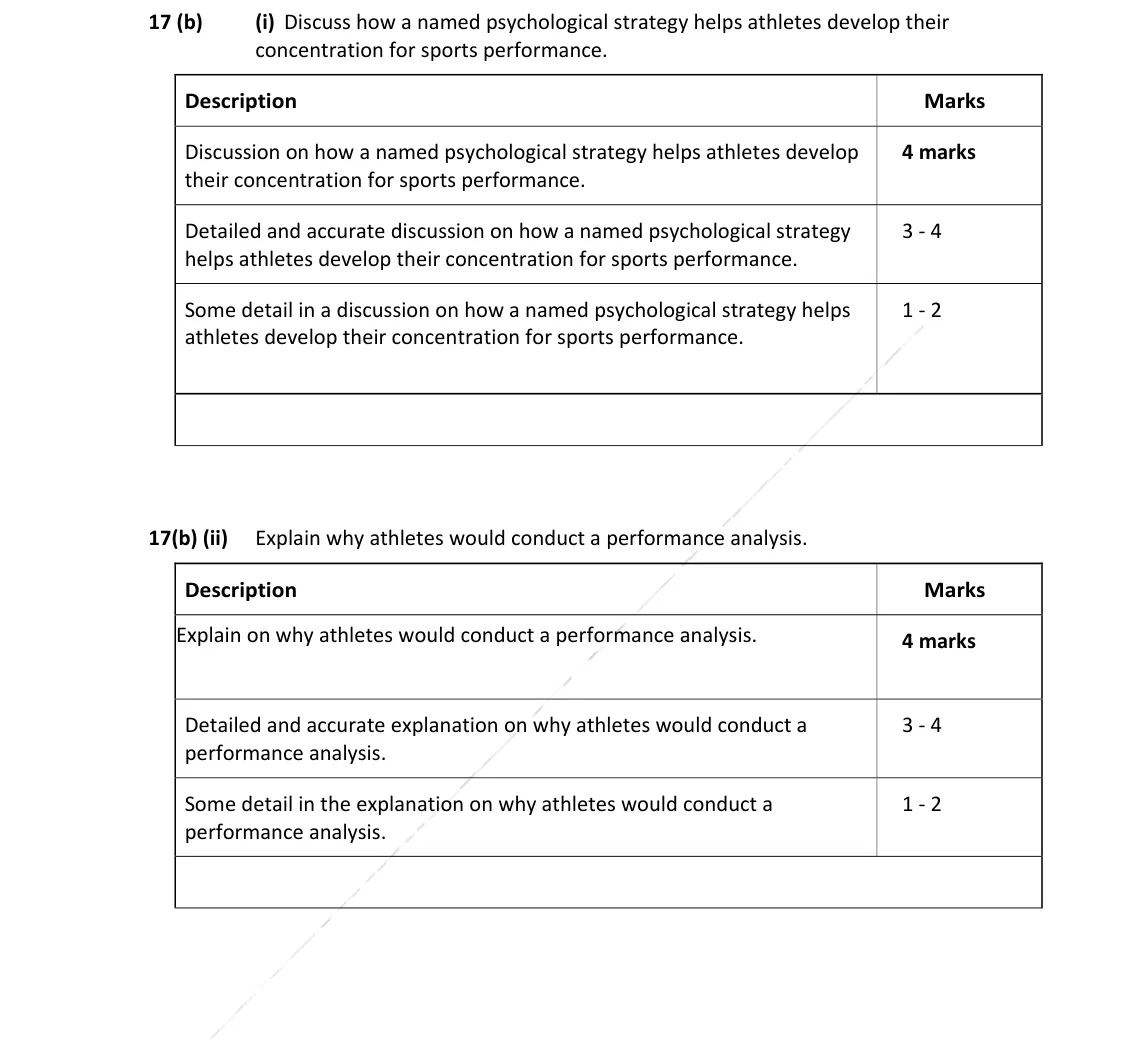 17 (b) (i) Discuss how a named psychological strategy helps athletes develop their
concentration for sports performance.
Description Marks
Discussion on how a named psychological strategy helps athletes develop 4 marks
their concentration for sports performance.
Detailed and accurate discussion on how a named psychological strategy 3 - 4
helps athletes develop their concentration for sports performance.
Some detail in a discussion on how a named psychological strategy helps 1 - 2
athletes develop their concentration for sports performance.
17(b) (ii) Explain why athletes would conduct a performance analysis.
Description Marks
Explain on why athletes would conduct a performance analysis. 4 marks
Detailed and accurate explanation on why athletes would conduct a 3 - 4
performance analysis.
Some detail in the explanation on why athletes would conduct a 1 - 2
performance analysis.